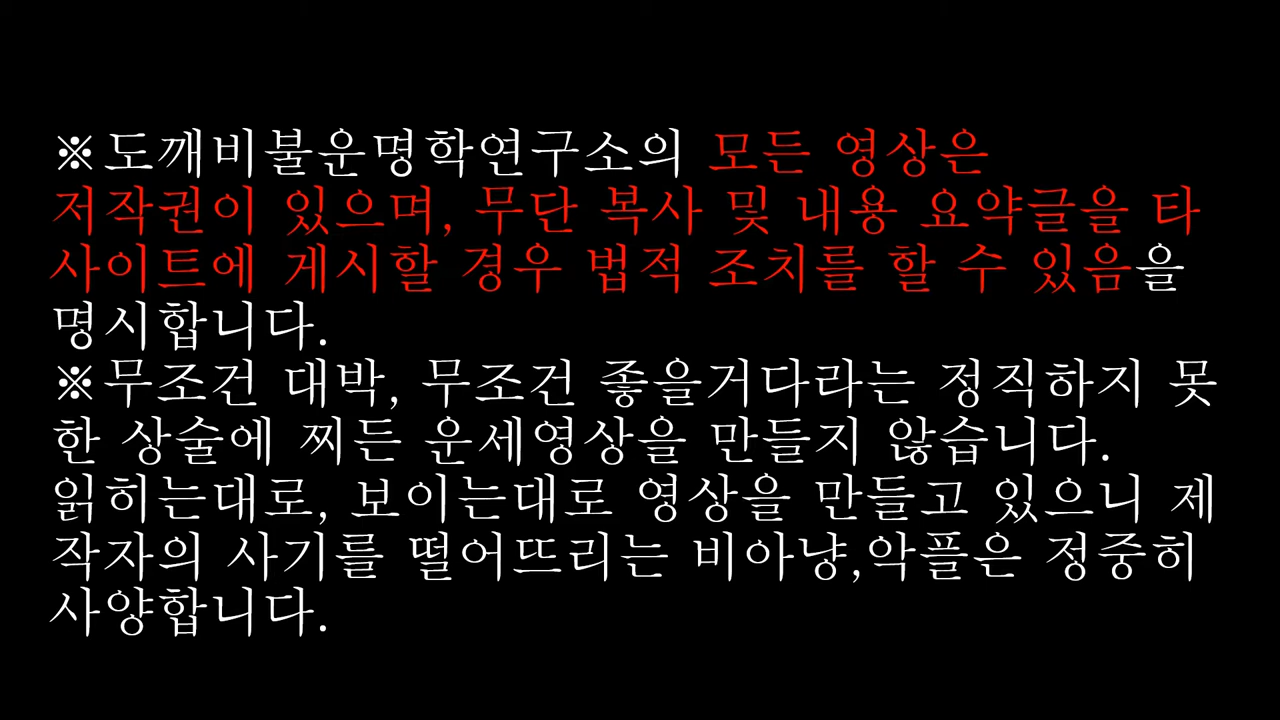 ※도깨비불운명학연구소의 모든 영상은
저작권이 있으며, 무단 복사 및 내용 요약글을 타
사이트에 게시할 경우 법적 조치를 할 수 있음을
명시합니다.
※무조건 대박, 무조건 좋을거다라는 정직하지 못
한 상술에 찌든 운세영상을 만들지 않습니다.
읽히는대로, 보이는대로 영상을 만들고 있으니 제
작자의 사기를 떨어뜨리는 비아냥,악플은 정중히
사양합니다.